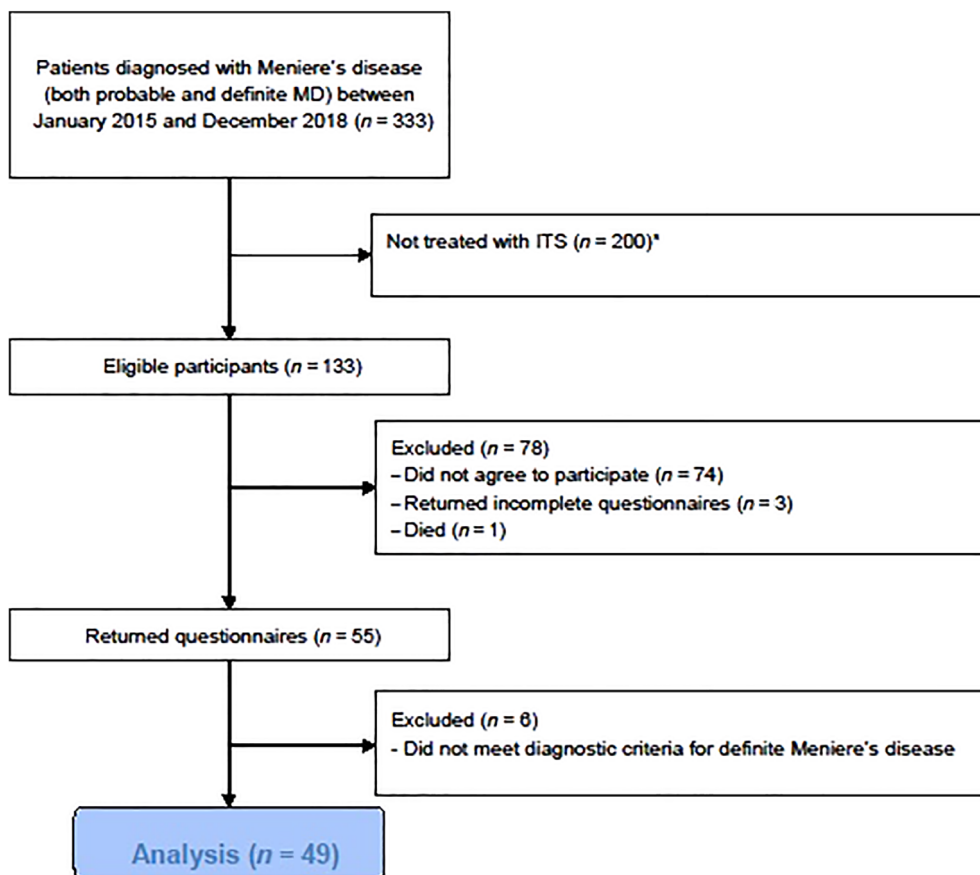 Patients diagnosed with Meniere's disease
(both probable and definite MD) between
January 2015 and December 2018 (n = 333)
Not treated with ITS (n = 200)*
Eligible participants (n = 133)
Excluded (n = 78)
– Did not agree to participate (n = 74)
– Returned incomplete questionnaires (n = 3)
– Died (n = 1)
Returned questionnaires (n = 55)
Excluded (n = 6)
- Did not meet diagnostic criteria for definite Meniere's disease
Analysis (n = 49)